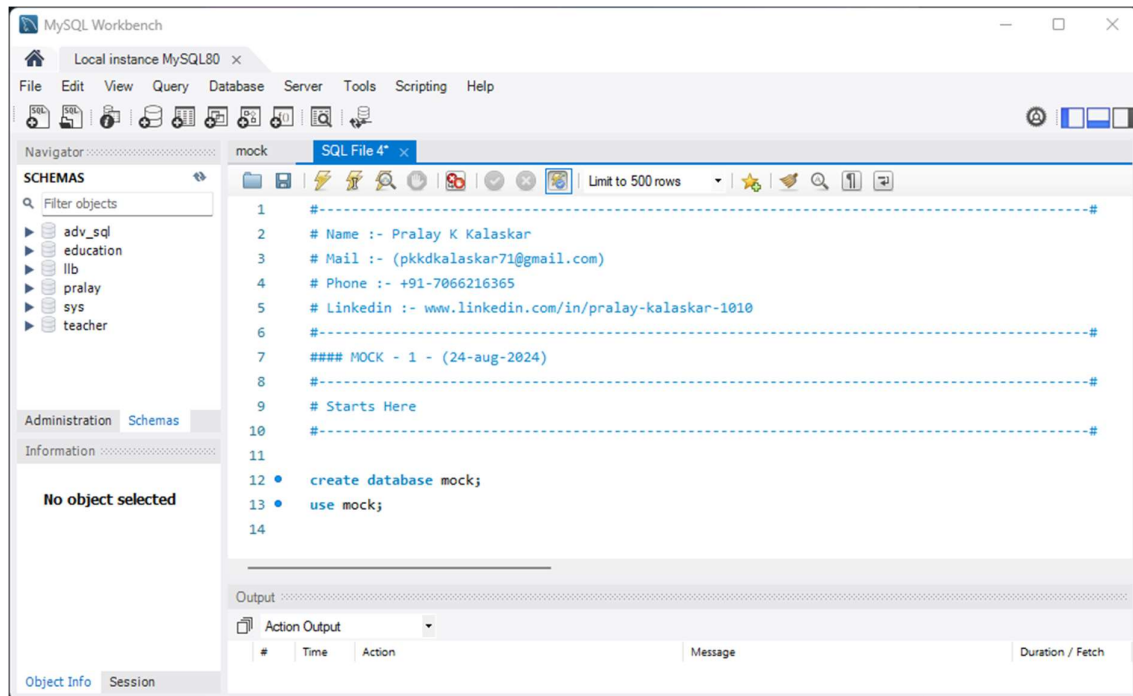 MySQL Workbench
Local instance MySQL80
File Edit View Query Database Server Tools Scripting Help
Navigator
SCHEMAS
Filter objects
adv_sql
education
llb
pralay
sys
teacher
Administration Schemas
Information
No object selected
Object Info Session
mock SQL File 4*
Limit to 500 rows
1 #--------------------------------------------------------------------------------#
2 # Name :- Pralay K Kalaskar
3 # Mail :- (pkkdkalaskar71@gmail.com)
4 # Phone :- +91-7066216365
5 # Linkedin :- www.linkedin.com/in/pralay-kalaskar-1010
6 #--------------------------------------------------------------------------------#
7 #### MOCK - 1 - (24-aug-2024)
8 #--------------------------------------------------------------------------------#
9 # Starts Here
10 #--------------------------------------------------------------------------------#
11
12 create database mock;
13 use mock;
14
Output
Action Output
# Time Action Message Duration / Fetch